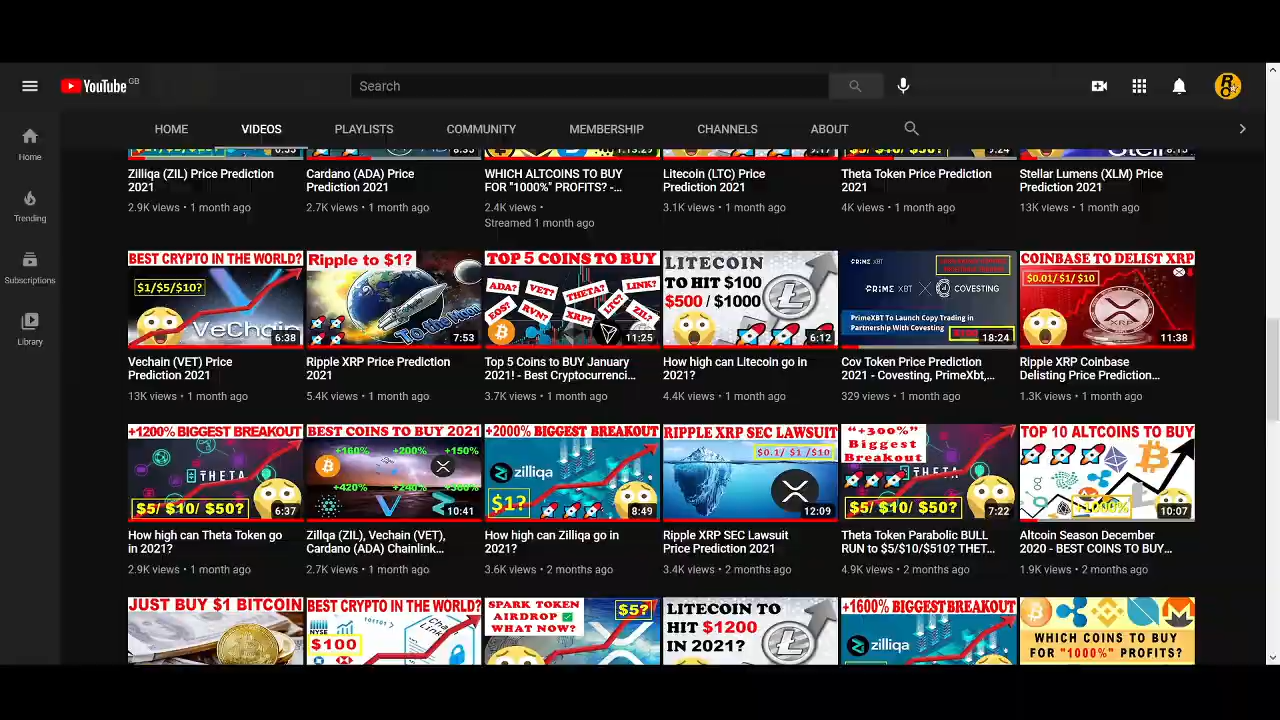 YouTube GB
Search
Home
Trending
Subscriptions
Library
HOME VIDEOS PLAYLISTS COMMUNITY MEMBERSHIP CHANNELS ABOUT
Zilliqa (ZIL) Price Prediction
2021
2.9K views • 1 month ago
Cardano (ADA) Price
Prediction 2021
2.7K views • 1 month ago
WHICH ALTCOINS TO BUY
FOR "1000%" PROFITS? -...
2.4K views •
Streamed 1 month ago
Litecoin (LTC) Price
Prediction 2021
3.1K views • 1 month ago
Theta Token Price Prediction
2021
4K views • 1 month ago
Stellar Lumens (XLM) Price
Prediction 2021
13K views • 1 month ago
BEST CRYPTO IN THE WORLD?
$1/$5/$10?
VeChain
6:38
Vechain (VET) Price
Prediction 2021
13K views • 1 month ago
Ripple to $1?
To the Moon
7:53
Ripple XRP Price Prediction
2021
5.4K views • 1 month ago
TOP 5 COINS TO BUY
ADA?
VET?
THETA?
LINK?
EOS?
RVN?
XRP?
LTC?
ZIL?
11:25
Top 5 Coins to BUY January
2021! - Best Cryptocurrenci...
3.7K views • 1 month ago
LITECOIN
TO HIT $100
$500 / $1000
6:12
How high can Litecoin go in
2021?
4.4K views • 1 month ago
PRIME XBT
PRIME XBT X COVESTING
PrimeXBT To Launch Copy Trading in
Partnership With Covesting
18:24
Cov Token Price Prediction
2021 - Covesting, PrimeXbt,...
329 views • 1 month ago
COINBASE TO DELIST XRP
$0.01/$1/$10
XRP
11:38
Ripple XRP Coinbase
Delisting Price Prediction...
1.3K views • 1 month ago
+1200% BIGGEST BREAKOUT
THETA
$5/ $10/ $50?
6:37
How high can Theta Token go
in 2021?
2.9K views • 1 month ago
BEST COINS TO BUY 2021
+160% +200% +150%
+420% +240% +300%
10:41
Zillqa (ZIL), Vechain (VET),
Cardano (ADA) Chainlink...
2.7K views • 1 month ago
+2000% BIGGEST BREAKOUT
zilliqa
$1?
8:49
How high can Zilliqa go in
2021?
3.6K views • 2 months ago
RIPPLE XRP SEC LAWSUIT
$0.1/ $1 /$10
12:09
Ripple XRP SEC Lawsuit
Price Prediction 2021
3.4K views • 2 months ago
"+300%"
Biggest
Breakout
THETA
$5/ $10/ $50?
7:22
Theta Token Parabolic BULL
RUN to $5/$10/$510? THET...
4.9K views • 2 months ago
TOP 10 ALTCOINS TO BUY
+1000%
10:07
Altcoin Season December
2020 - BEST COINS TO BUY...
1.9K views • 2 months ago
JUST BUY $1 BITCOIN
BEST CRYPTO IN THE WORLD?
NYSE
$100
SPARK TOKEN
AIRDROP
WHAT NOW?
$5?
LITECOIN TO
HIT $1200
IN 2021?
+1600% BIGGEST BREAKOUT
zilliqa
WHICH COINS TO BUY
FOR "1000%" PROFITS?